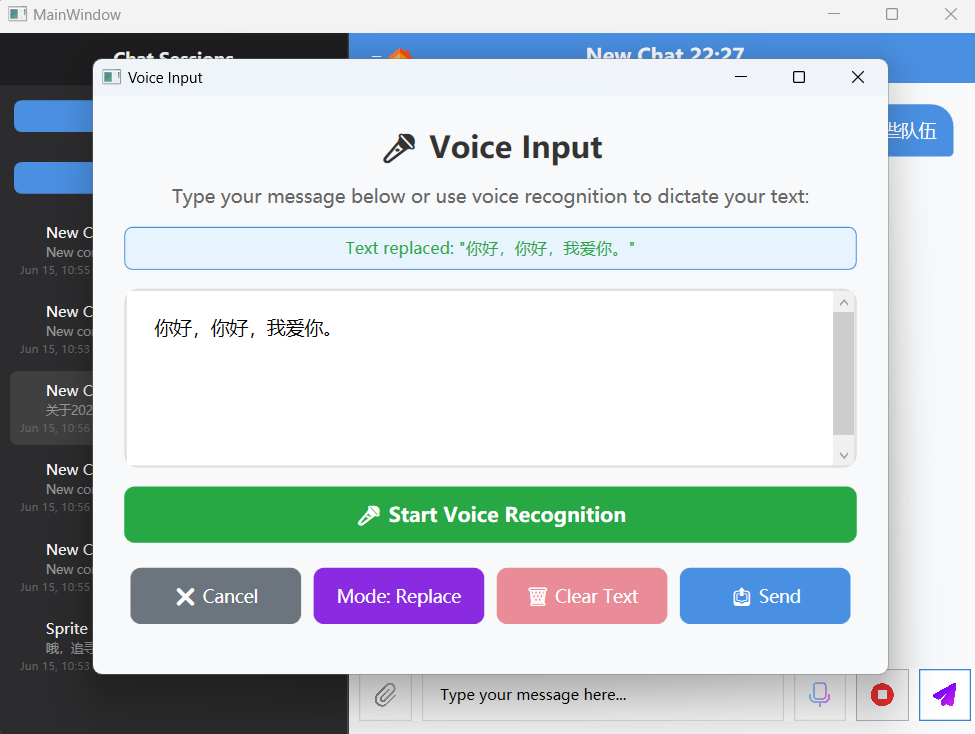 MainWindow
Chat Sessions
New Chat 22:27
Voice Input
些队伍
Voice Input
Type your message below or use voice recognition to dictate your text:
Text replaced: "你好，你好，我爱你。"
你好，你好，我爱你。
Start Voice Recognition
Cancel
Mode: Replace
Clear Text
Send
New C
New co
Jun 15, 10:55
New C
New co
Jun 15, 10:53
New C
关于202
Jun 15, 10:56
New C
New co
Jun 15, 10:56
New C
New co
Jun 15, 10:55
Sprite
哦，追寻
Jun 15, 10:53
Type your message here...